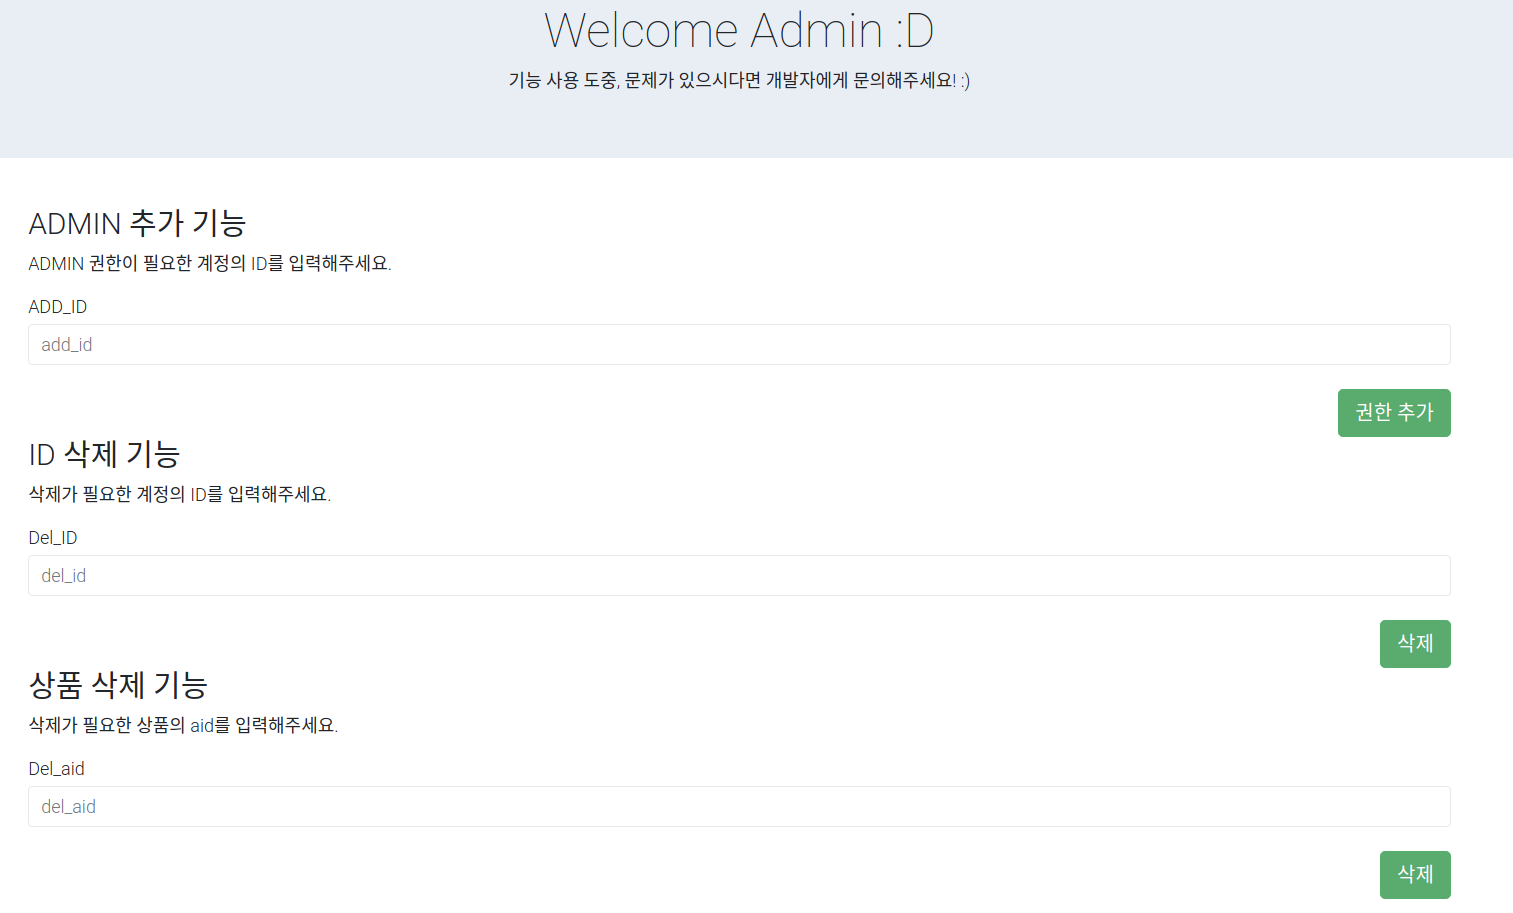 Welcome Admin :D
기능 사용 도중, 문제가 있으시다면 개발자에게 문의해주세요! :)
ADMIN 추가 기능
ADMIN 권한이 필요한 계정의 ID를 입력해주세요.
ADD_ID
add_id
권한 추가
ID 삭제 기능
삭제가 필요한 계정의 ID를 입력해주세요.
Del_ID
del_id
삭제
상품 삭제 기능
삭제가 필요한 상품의 aid를 입력해주세요.
Del_aid
del_aid
삭제